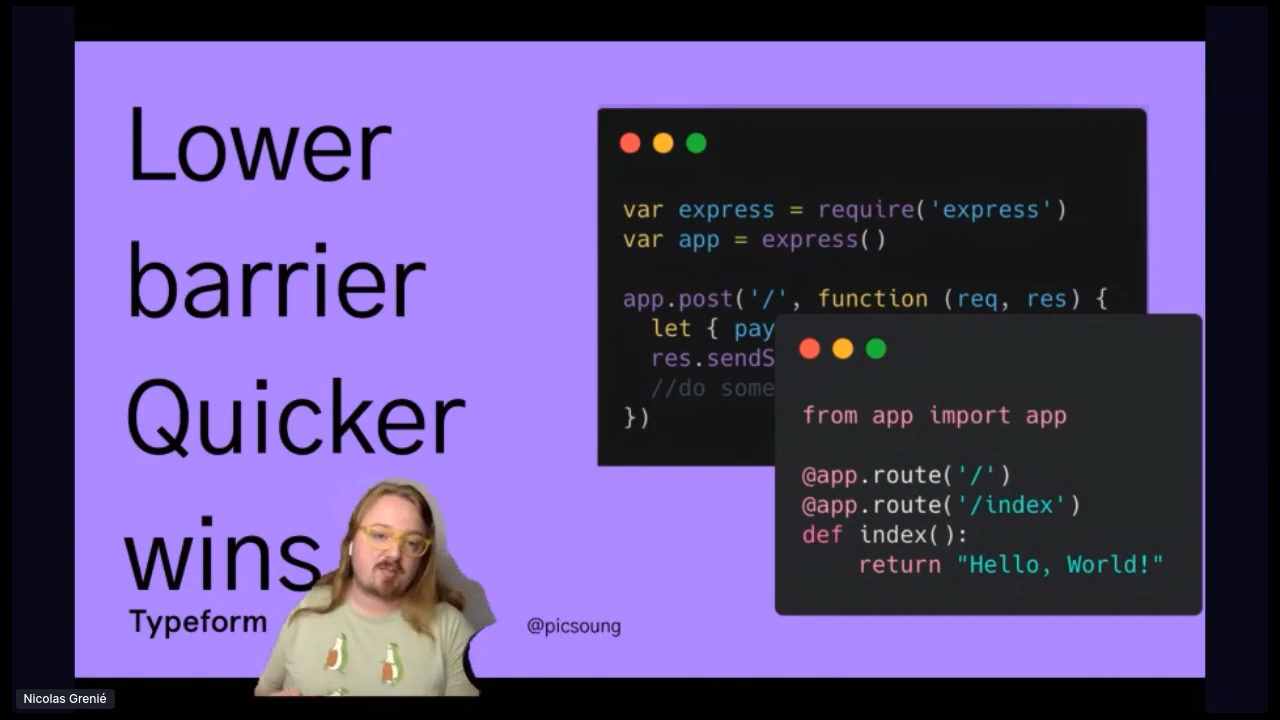 Lower
barrier
Quicker
wins
Typeform
@picsoung
var express = require('express')
var app = express()
app.post('/', function (req, res) {
let { pay
res.sendS
//do some
})
from app import app
@app.route('/')
@app.route('/index')
def index():
return "Hello, World!"
Nicolas Grenié